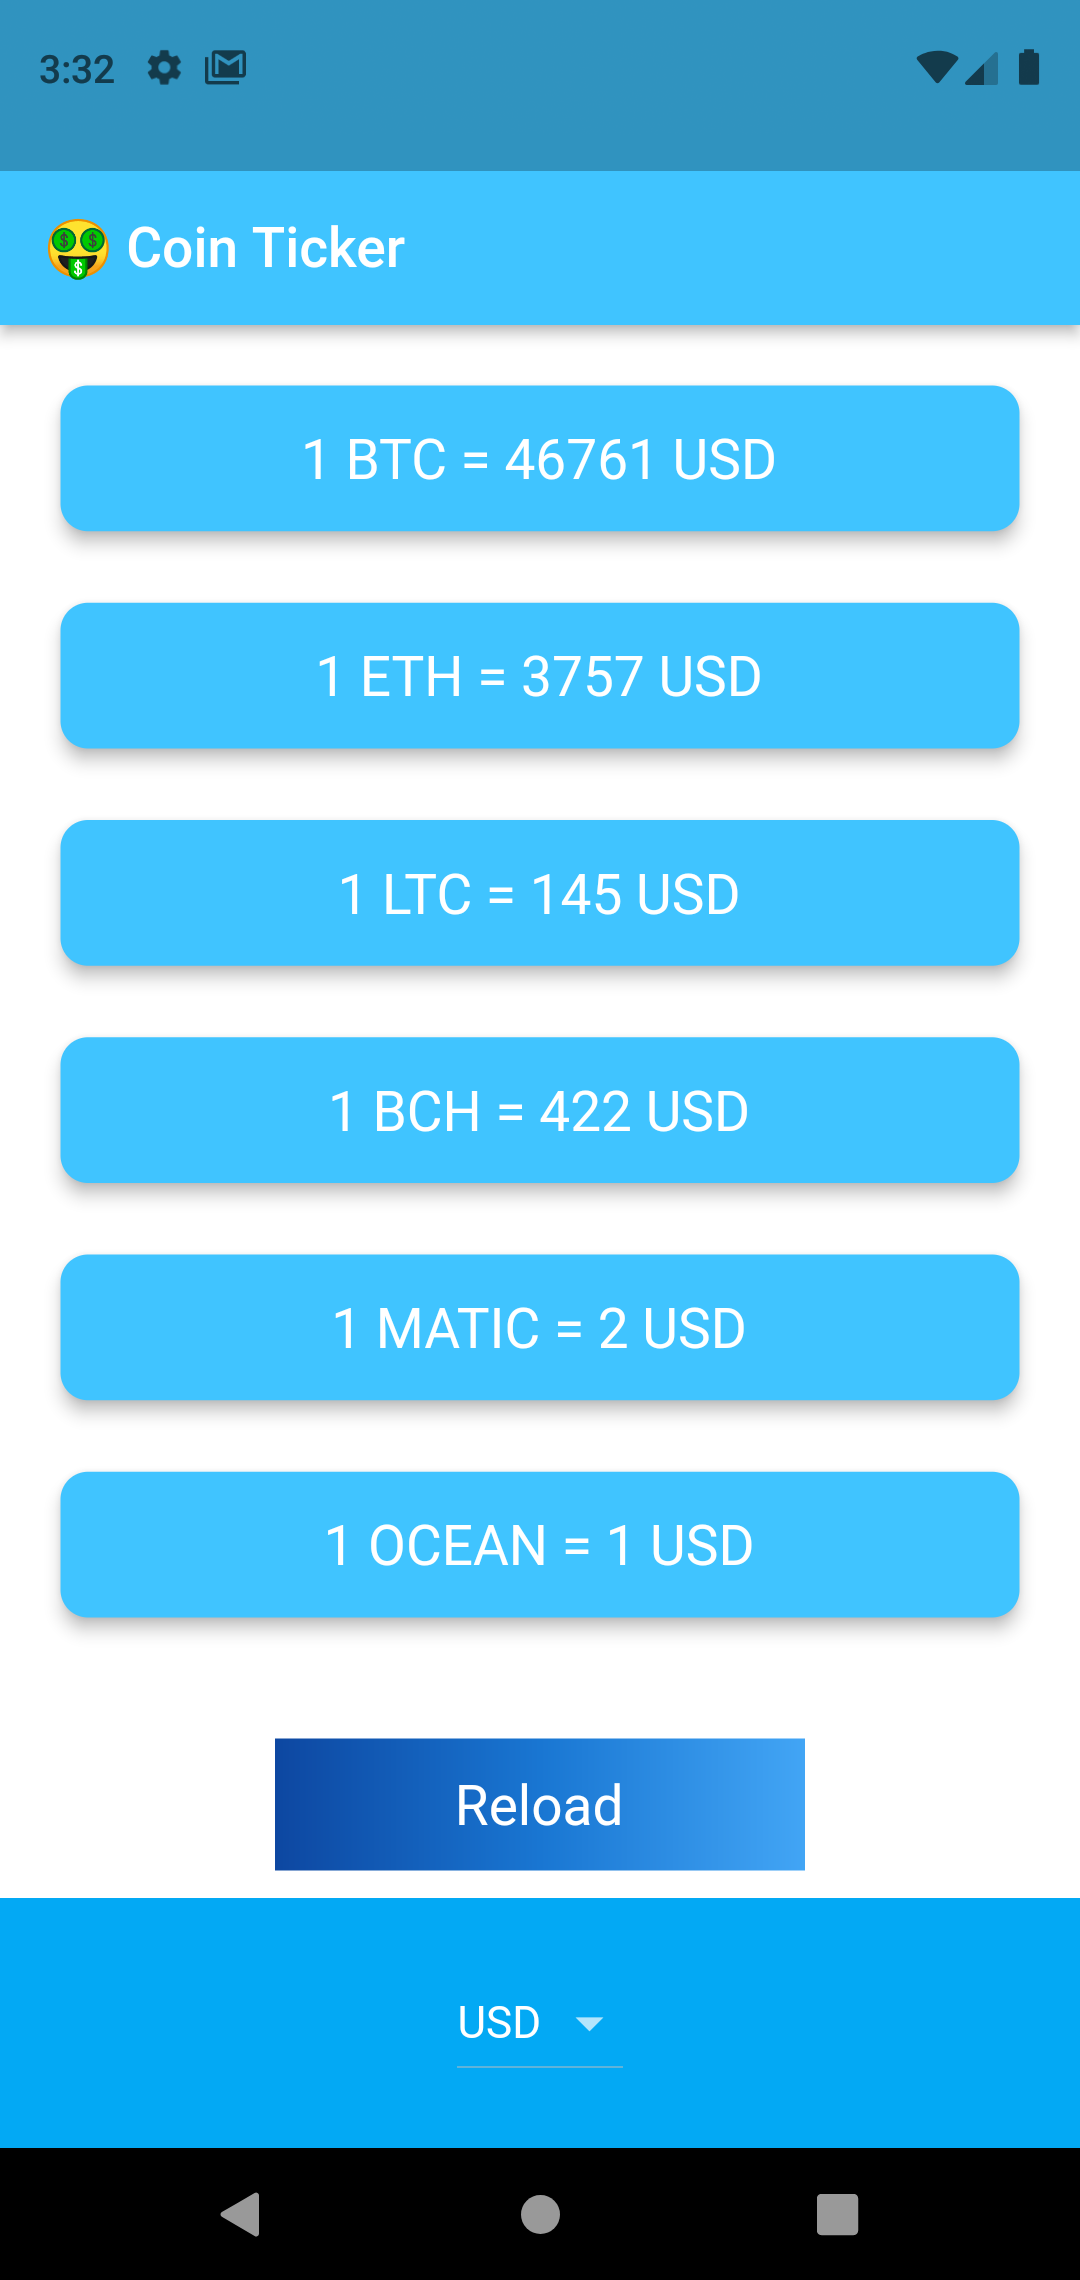 3:32
🤑 Coin Ticker
1 BTC = 46761 USD
1 ETH = 3757 USD
1 LTC = 145 USD
1 BCH = 422 USD
1 MATIC = 2 USD
1 OCEAN = 1 USD
Reload
USD